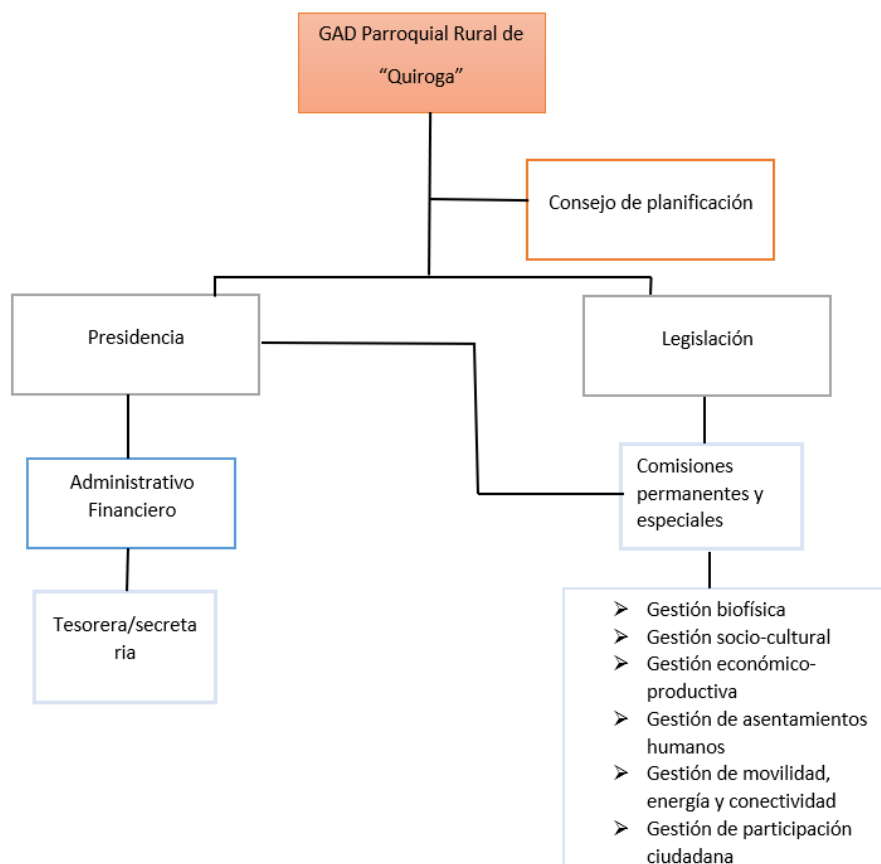 GAD Parroquial Rural de
“Quiroga”
Consejo de planificación
Presidencia
Legislación
Administrativo
Financiero
Comisiones
permanentes y
especiales
Tesorera/secreta
ria
➢ Gestión biofísica
➢ Gestión socio-cultural
➢ Gestión económico-
productiva
➢ Gestión de asentamientos
humanos
➢ Gestión de movilidad,
energía y conectividad
➢ Gestión de participación
ciudadana